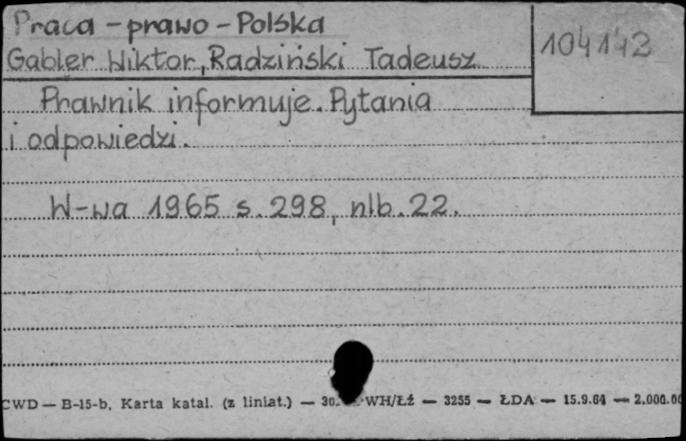 Praca - prawo - Polska
104142
Gabler Wiktor, Radziński Tadeusz
Prawnik informuje. Pytania
i odpowiedzi.
W-wa 1965 s. 298, nlb. 22.
CWD — B-15-b, Karta katal. (z liniat.) — 30. WH/Łź — 3255 — ŁDA — 15.9.64 — 2.000.00